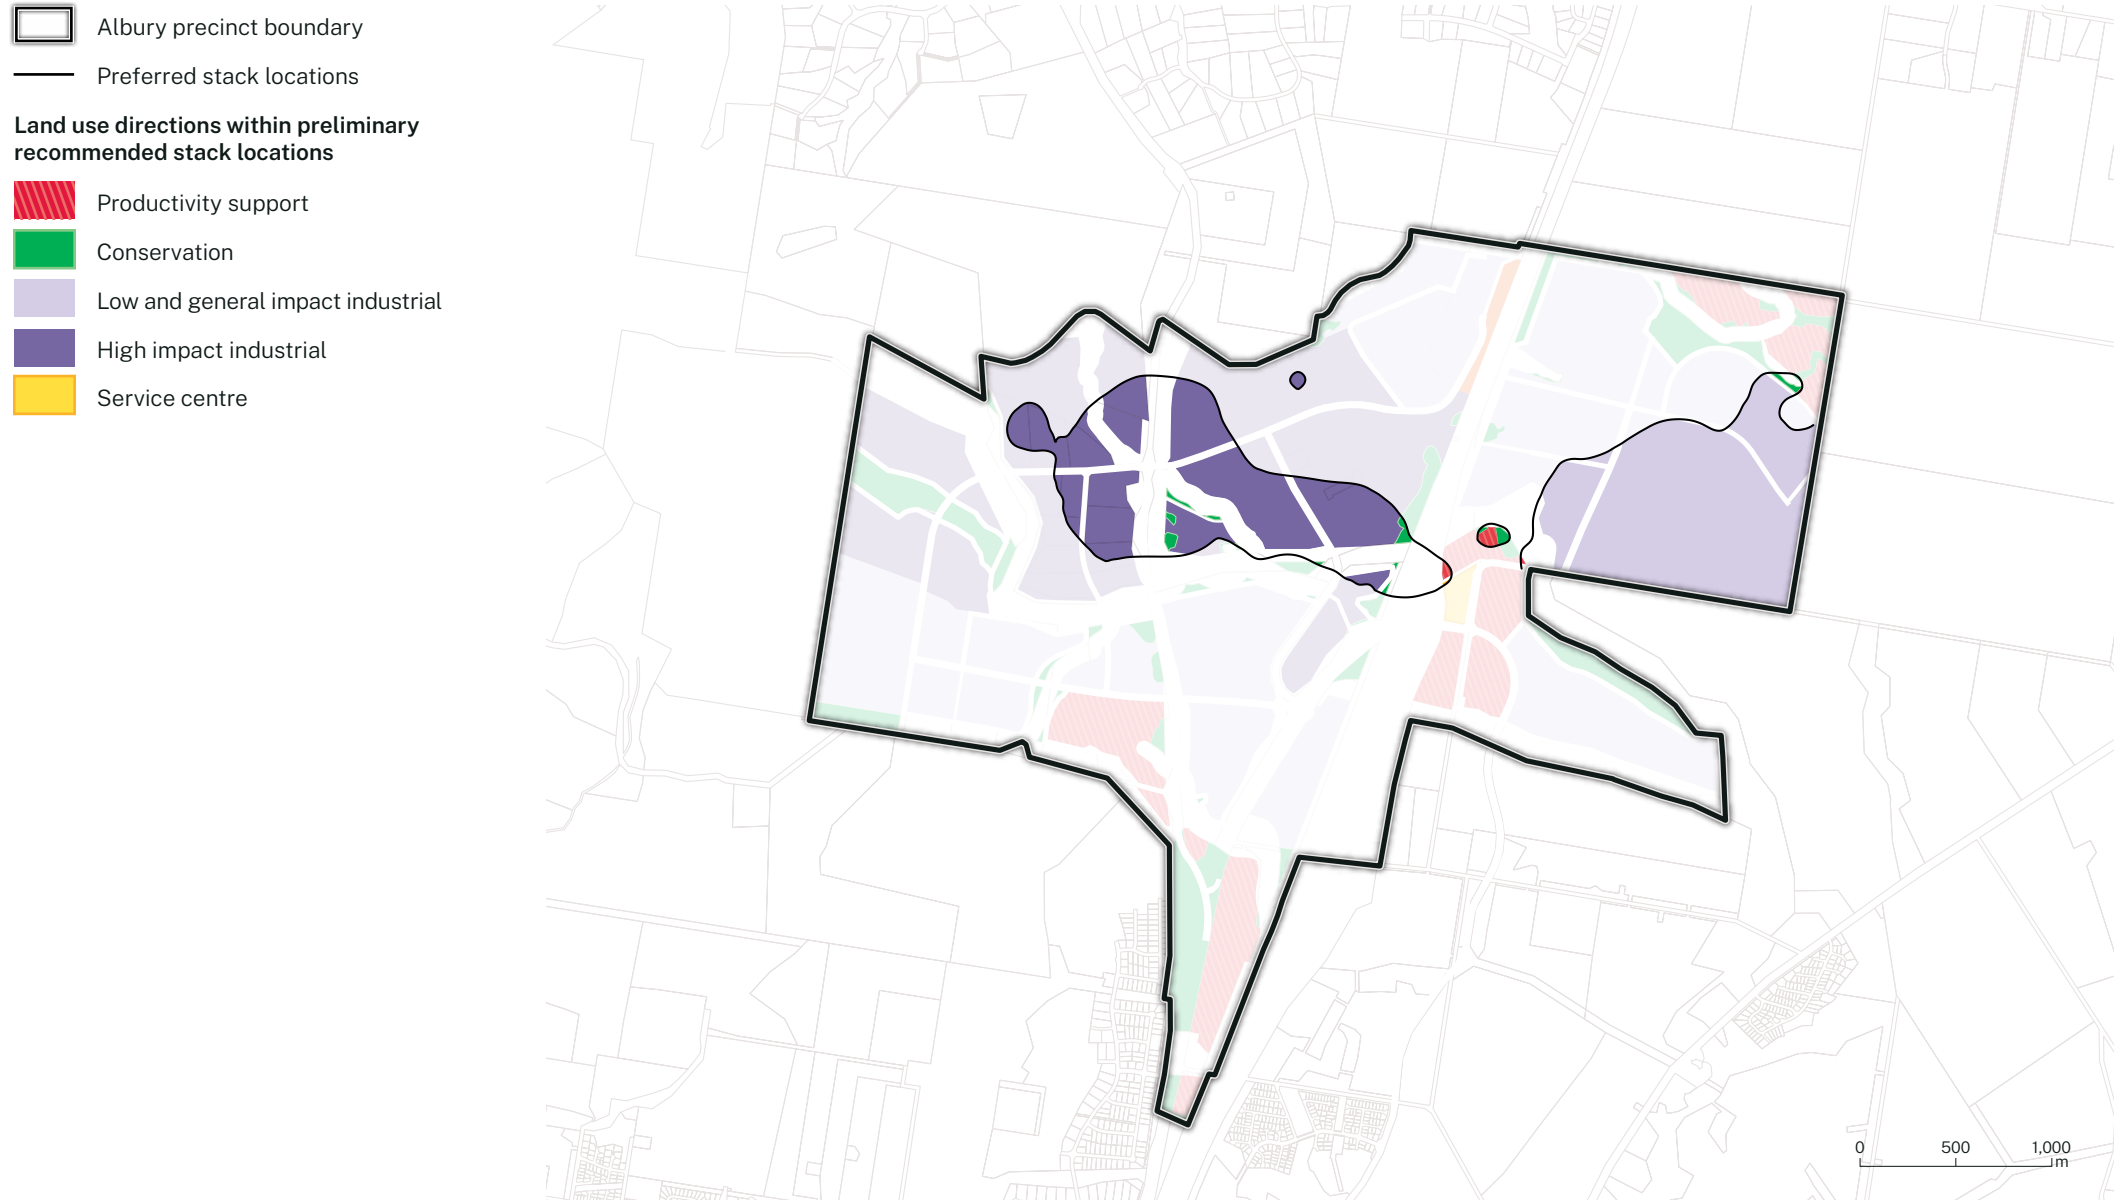 Albury precinct boundary
Preferred stack locations
Land use directions within preliminary
recommended stack locations
Productivity support
Conservation
Low and general impact industrial
High impact industrial
Service centre
0 500 1,000
m